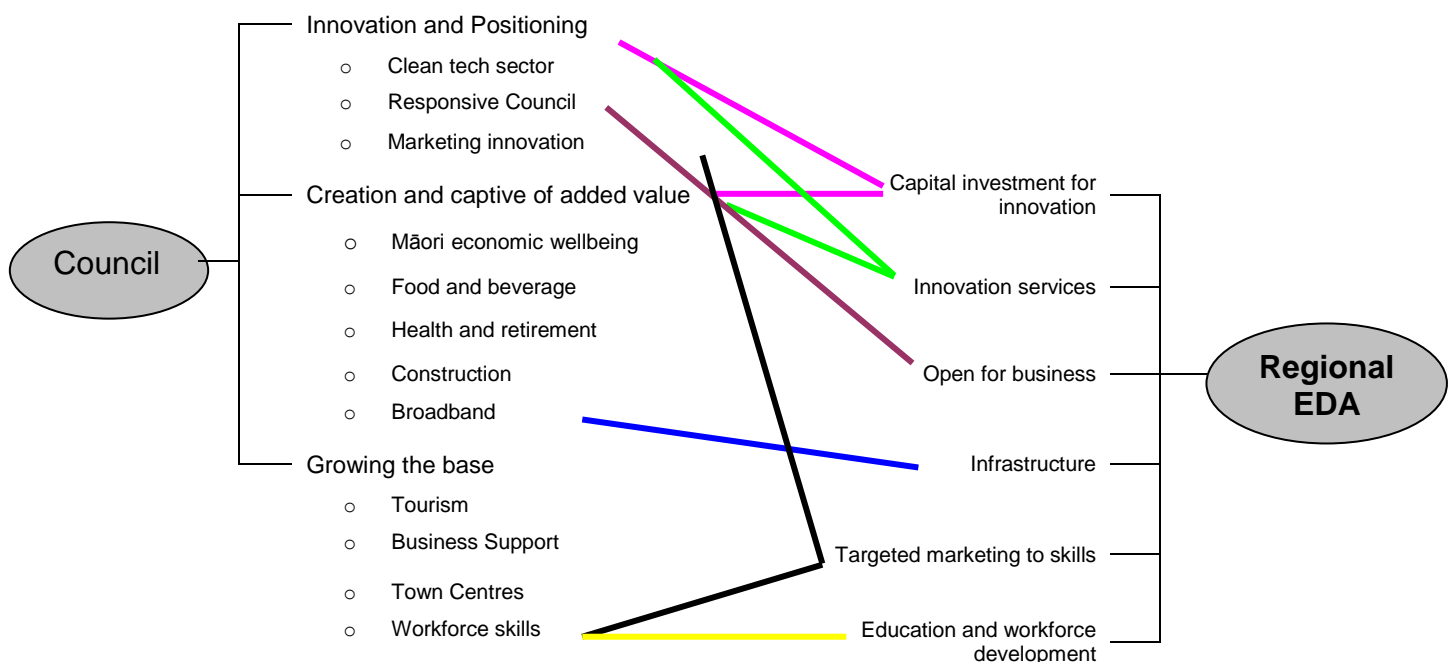 Council
Innovation and Positioning
o Clean tech sector
o Responsive Council
o Marketing innovation
Creation and captive of added value
o Māori economic wellbeing
o Food and beverage
o Health and retirement
o Construction
o Broadband
Growing the base
o Tourism
o Business Support
o Town Centres
o Workforce skills
Capital investment for
innovation
Innovation services
Open for business
Infrastructure
Targeted marketing to skills
Education and workforce
development
Regional
EDA